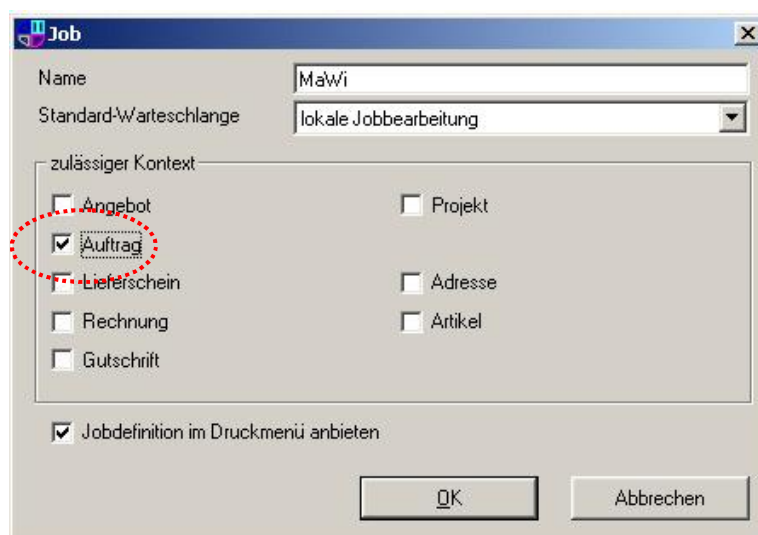 Job
Name MaWi
Standard-Warteschlange lokale Jobbearbeitung
zulässiger Kontext
Angebot Projekt
Auftrag
Lieferschein Adresse
Rechnung Artikel
Gutschrift
Jobdefinition im Druckmenü anbieten
OK Abbrechen